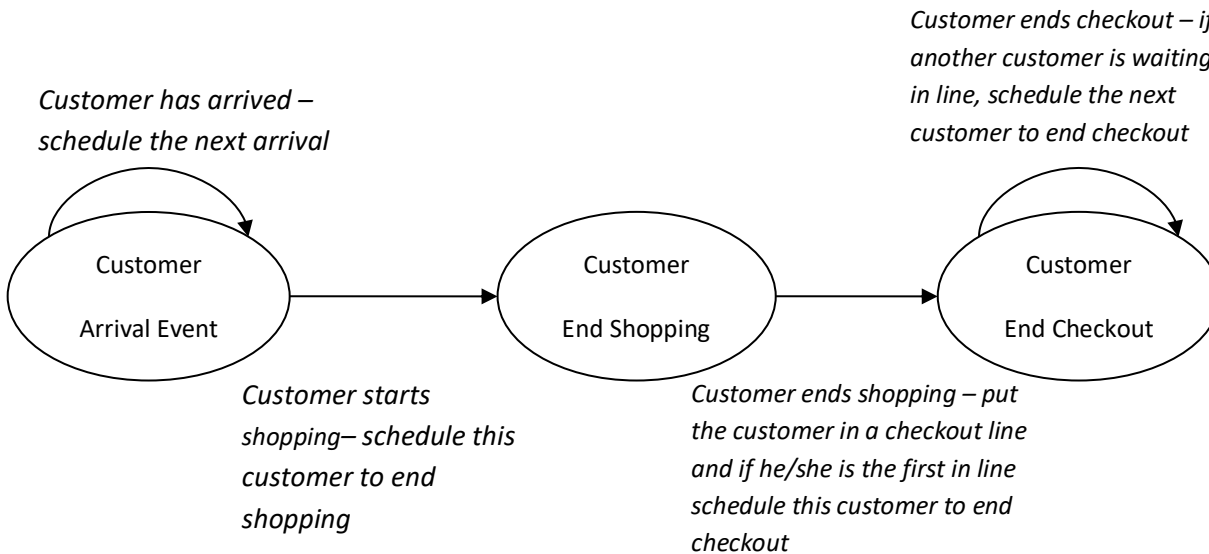 Customer has arrived –
schedule the next arrival
Customer ends checkout – if
another customer is waiting
in line, schedule the next
customer to end checkout
Customer
Arrival Event
Customer
End Shopping
Customer
End Checkout
Customer starts
shopping– schedule this
customer to end
shopping
Customer ends shopping – put
the customer in a checkout line
and if he/she is the first in line
schedule this customer to end
checkout